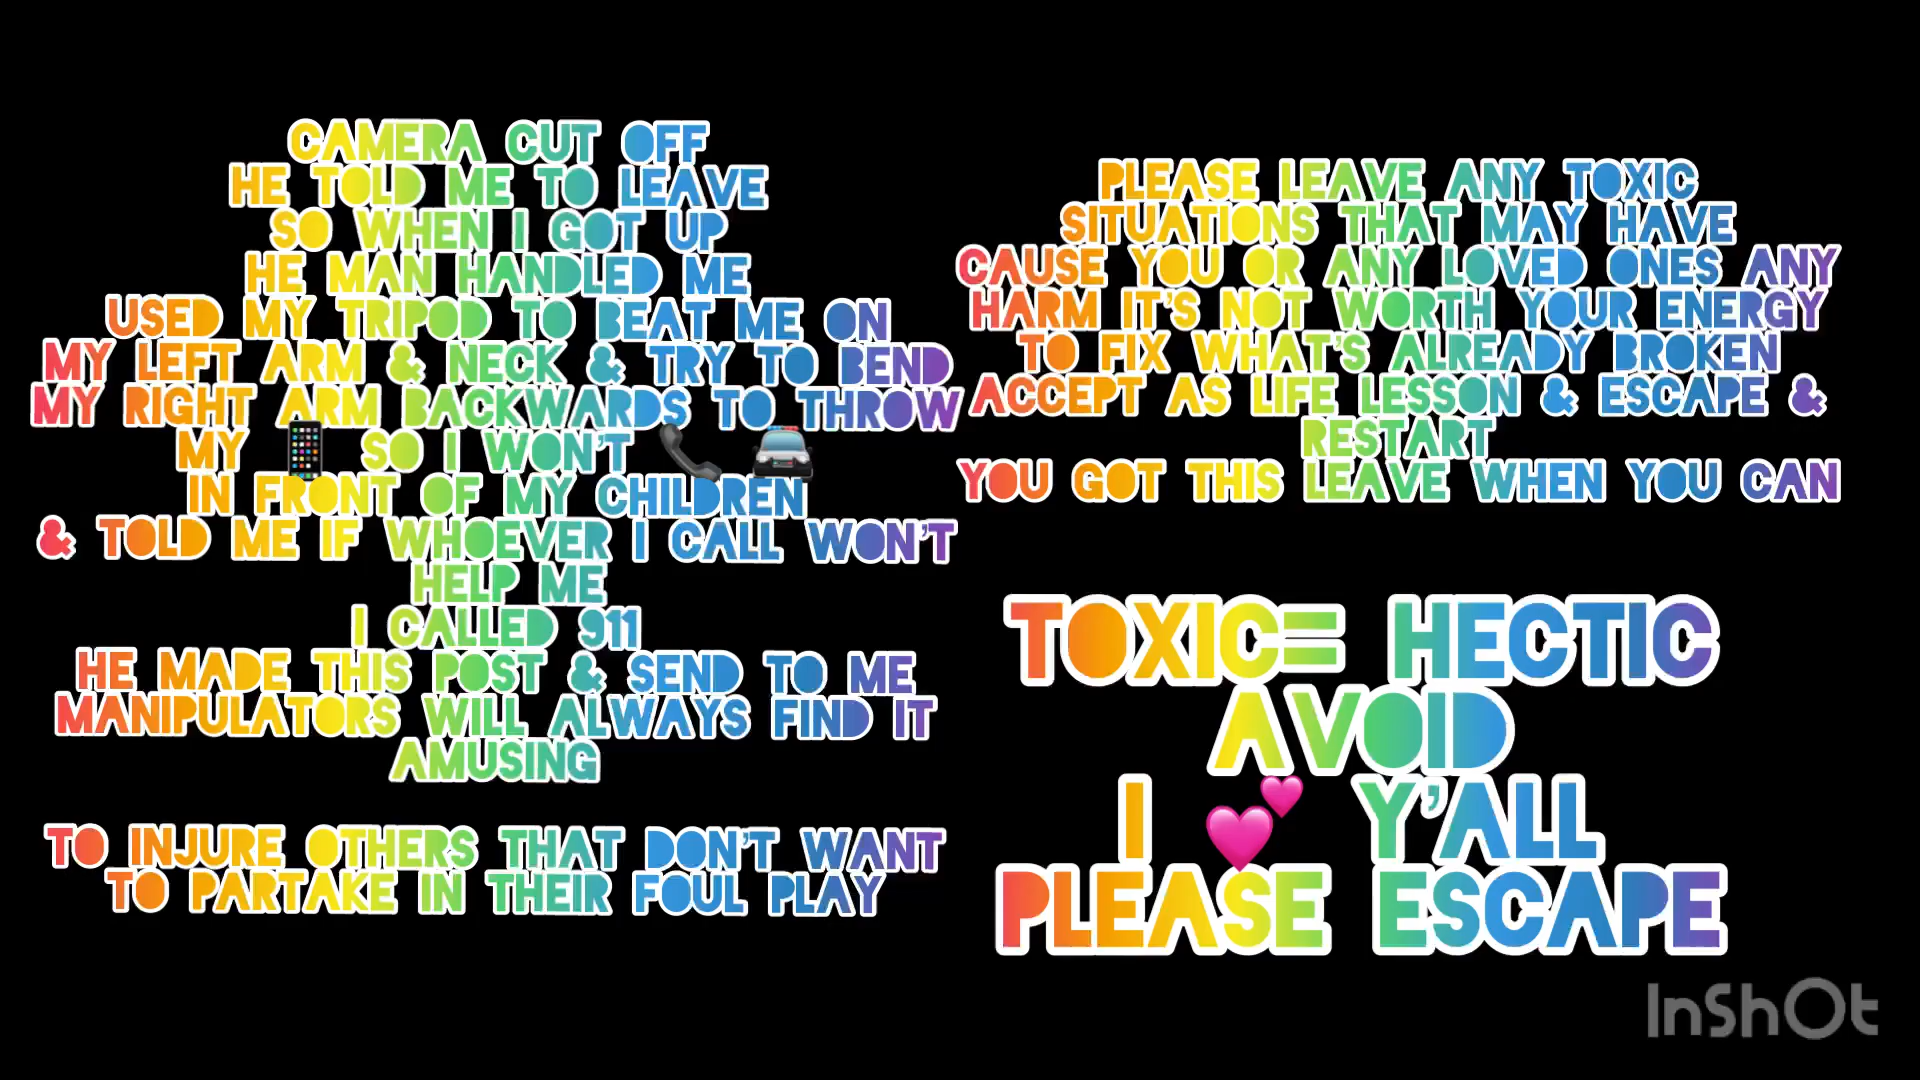 CAMERA CUT OFF
HE TOLD ME TO LEAVE
SO WHEN I GOT UP
HE MAN HANDLED ME
USED MY TRIPOD TO BEAT ME ON
MY LEFT ARM & NECK & TRY TO BEND
MY RIGHT ARM BACKWARDS TO THROW
MY 📱 SO I WON'T 📞 🚔
IN FRONT OF MY CHILDREN
& TOLD ME IF WHOEVER I CALL WON'T
HELP ME
I CALLED 911
HE MADE THIS POST & SEND TO ME
MANIPULATORS WILL ALWAYS FIND IT
AMUSING
TO INJURE OTHERS THAT DON'T WANT
TO PARTAKE IN THEIR FOUL PLAY
PLEASE LEAVE ANY TOXIC
SITUATIONS THAT MAY HAVE
CAUSE YOU OR ANY LOVED ONES ANY
HARM IT'S NOT WORTH YOUR ENERGY
TO FIX WHAT'S ALREADY BROKEN
ACCEPT AS LIFE LESSON & ESCAPE &
RESTART
YOU GOT THIS LEAVE WHEN YOU CAN
TOXIC= HECTIC
AVOID
I 💕 Y'ALL
PLEASE ESCAPE
InShOt